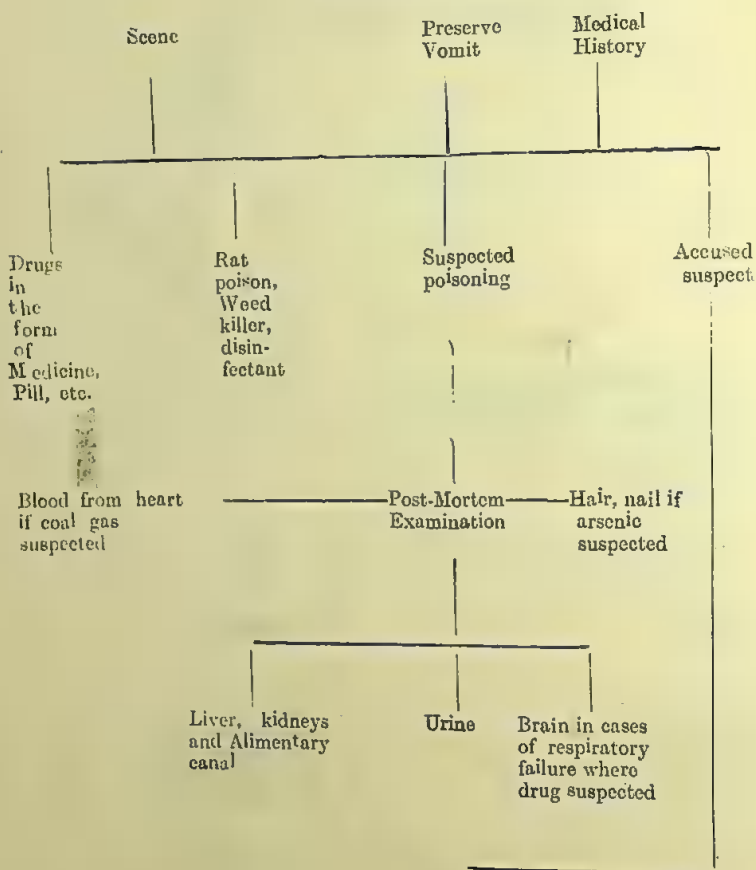 Scene
Preserve
Vomit
Medical
History
Drugs
in
the
form
of
Medicine,
Pill, etc.
Rat
poison,
Weed
killer,
disin-
fectant
Suspected
poisoning
Accused
suspect
Blood from heart
if coal gas
suspected
Post-Mortem
Examination
Hair, nail if
arsenic
suspected
Liver, kidneys
and Alimentary
canal
Urine
Brain in cases
of respiratory
failure where
drug suspected